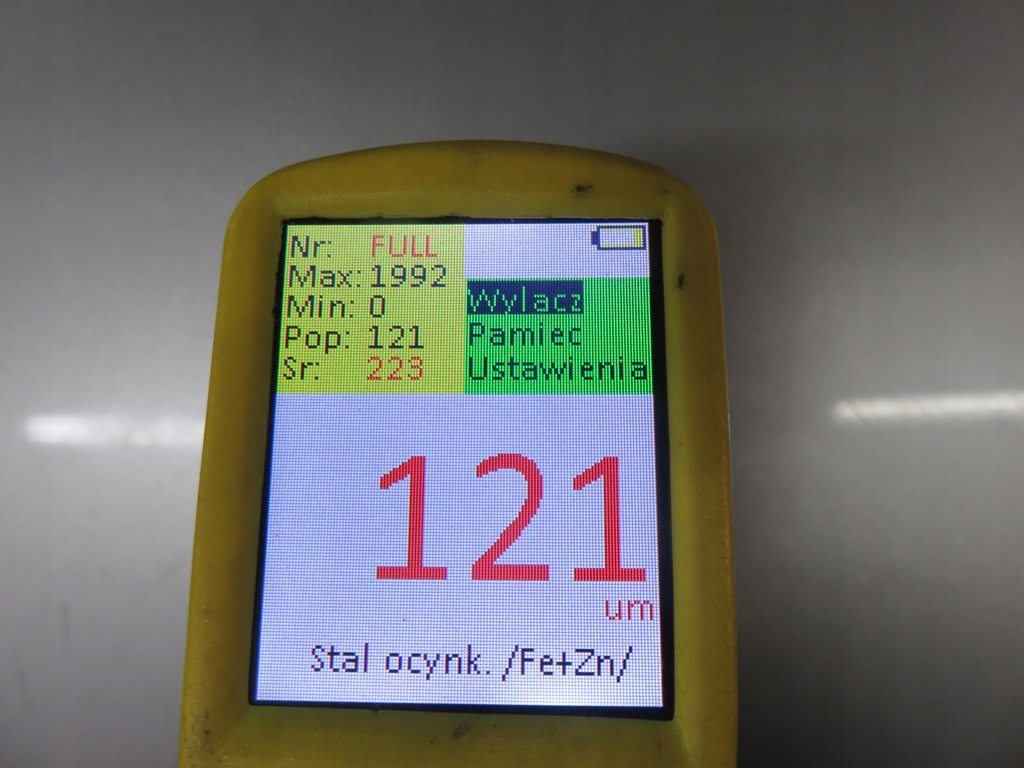 Nr: FULL
Max: 1992
Min: 0
Pop: 121
Sr: 223
Wylacz
Pamiec
Ustawienia
121
um
Stal ocynk. /Fe+Zn/